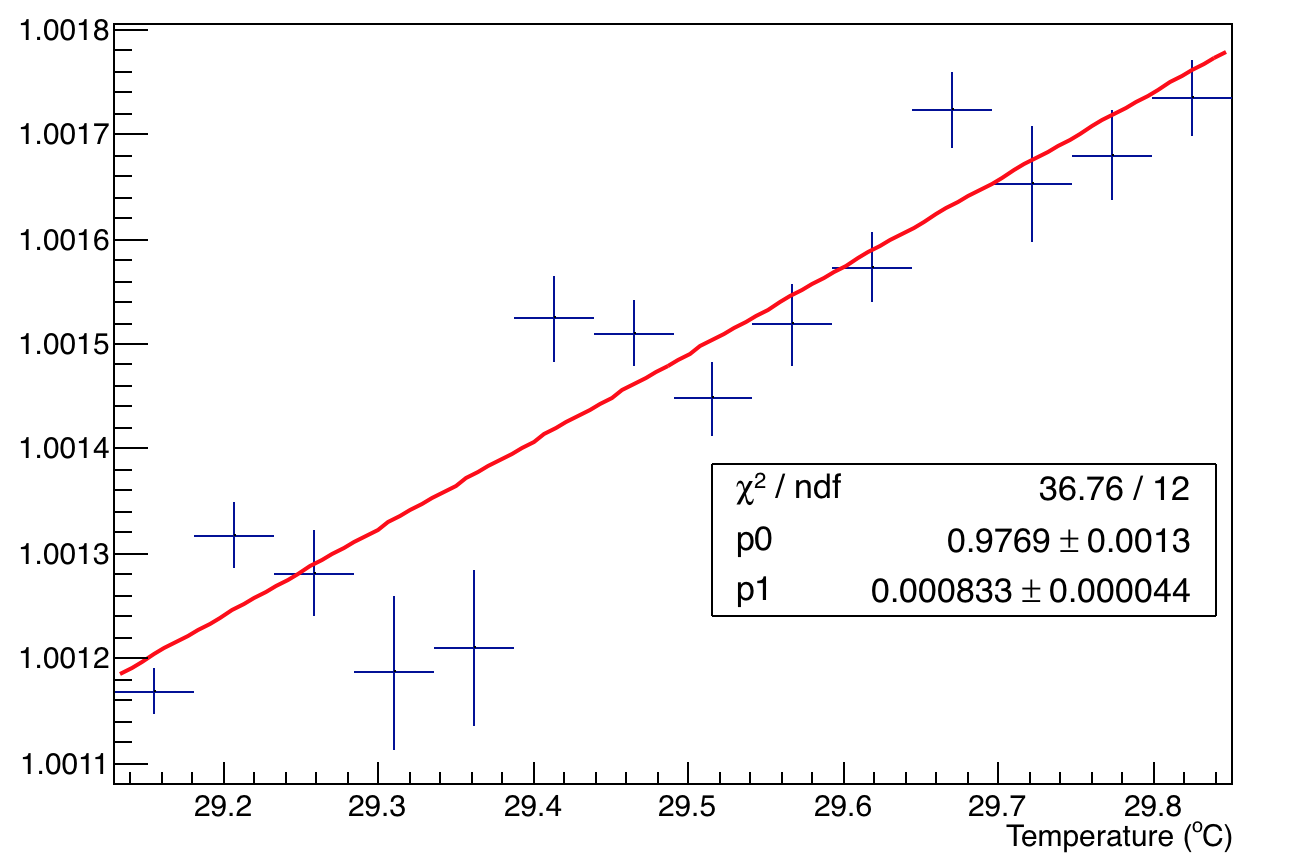 1.0018
1.0017
1.0016
1.0015
1.0014
1.0013
1.0012
1.0011
χ² / ndf 36.76 / 12
p0 0.9769 ± 0.0013
p1 0.000833 ± 0.000044
29.2 29.3 29.4 29.5 29.6 29.7 29.8
Temperature (°C)